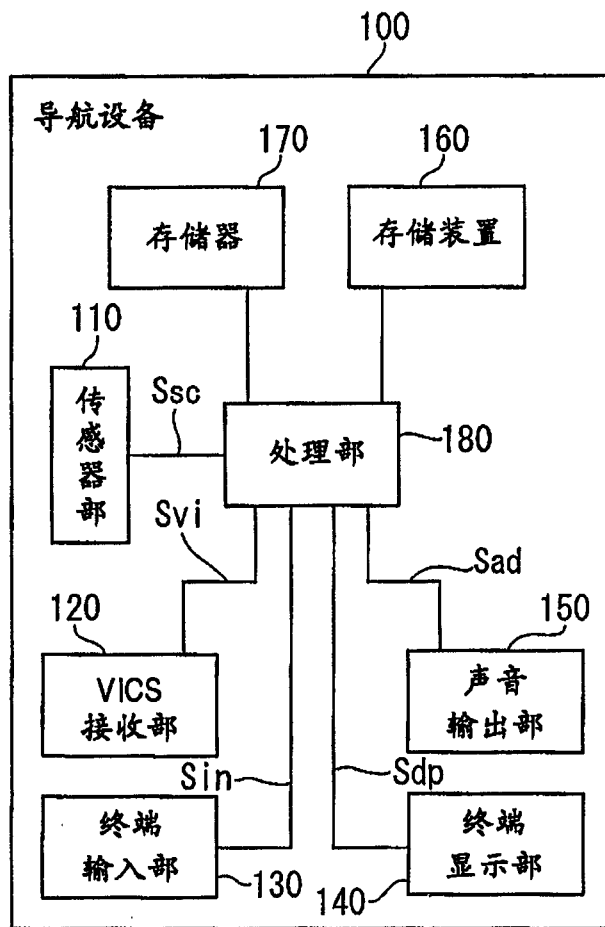 100
导航设备
170
160
存储器
存储装置
110
传感器部
Ssc
处理部
180
Svi
Sad
120
150
VICS
接收部
声音
输出部
Sin
Sdp
终端
输入部
130
终端
显示部
140